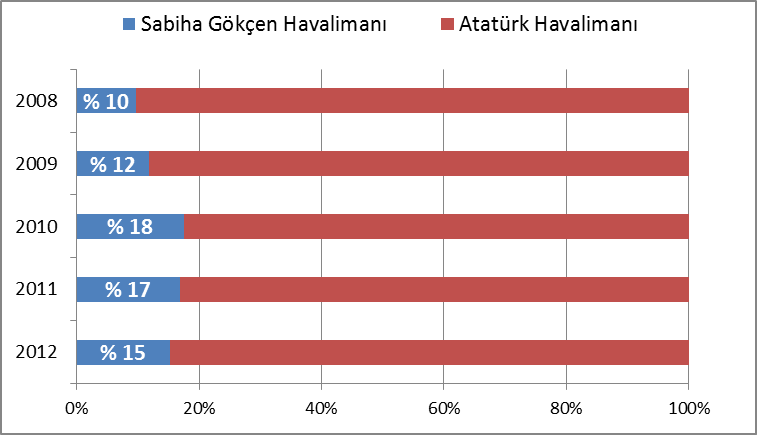 Sabiha Gökçen Havalimanı Atatürk Havalimanı
2008 % 10
2009 % 12
2010 % 18
2011 % 17
2012 % 15
0% 20% 40% 60% 80% 100%